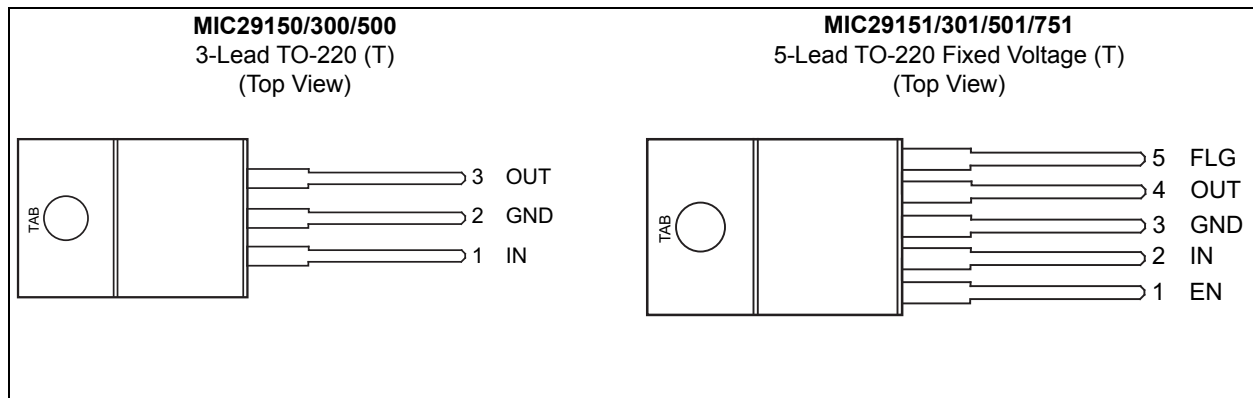 MIC29150/300/500
3-Lead TO-220 (T)
(Top View)
TAB
3 OUT
2 GND
1 IN
MIC29151/301/501/751
5-Lead TO-220 Fixed Voltage (T)
(Top View)
TAB
5 FLG
4 OUT
3 GND
2 IN
1 EN